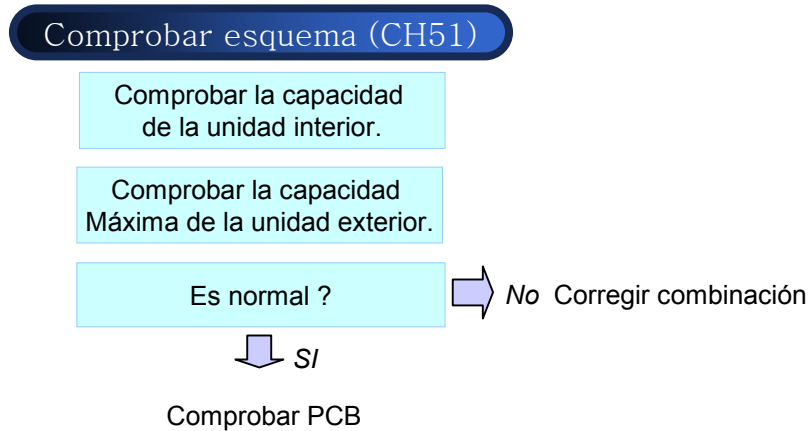 Comprobar esquema (CH51)
Comprobar la capacidad
de la unidad interior.
Comprobar la capacidad
Máxima de la unidad exterior.
Es normal ?
No Corregir combinación
SI
Comprobar PCB